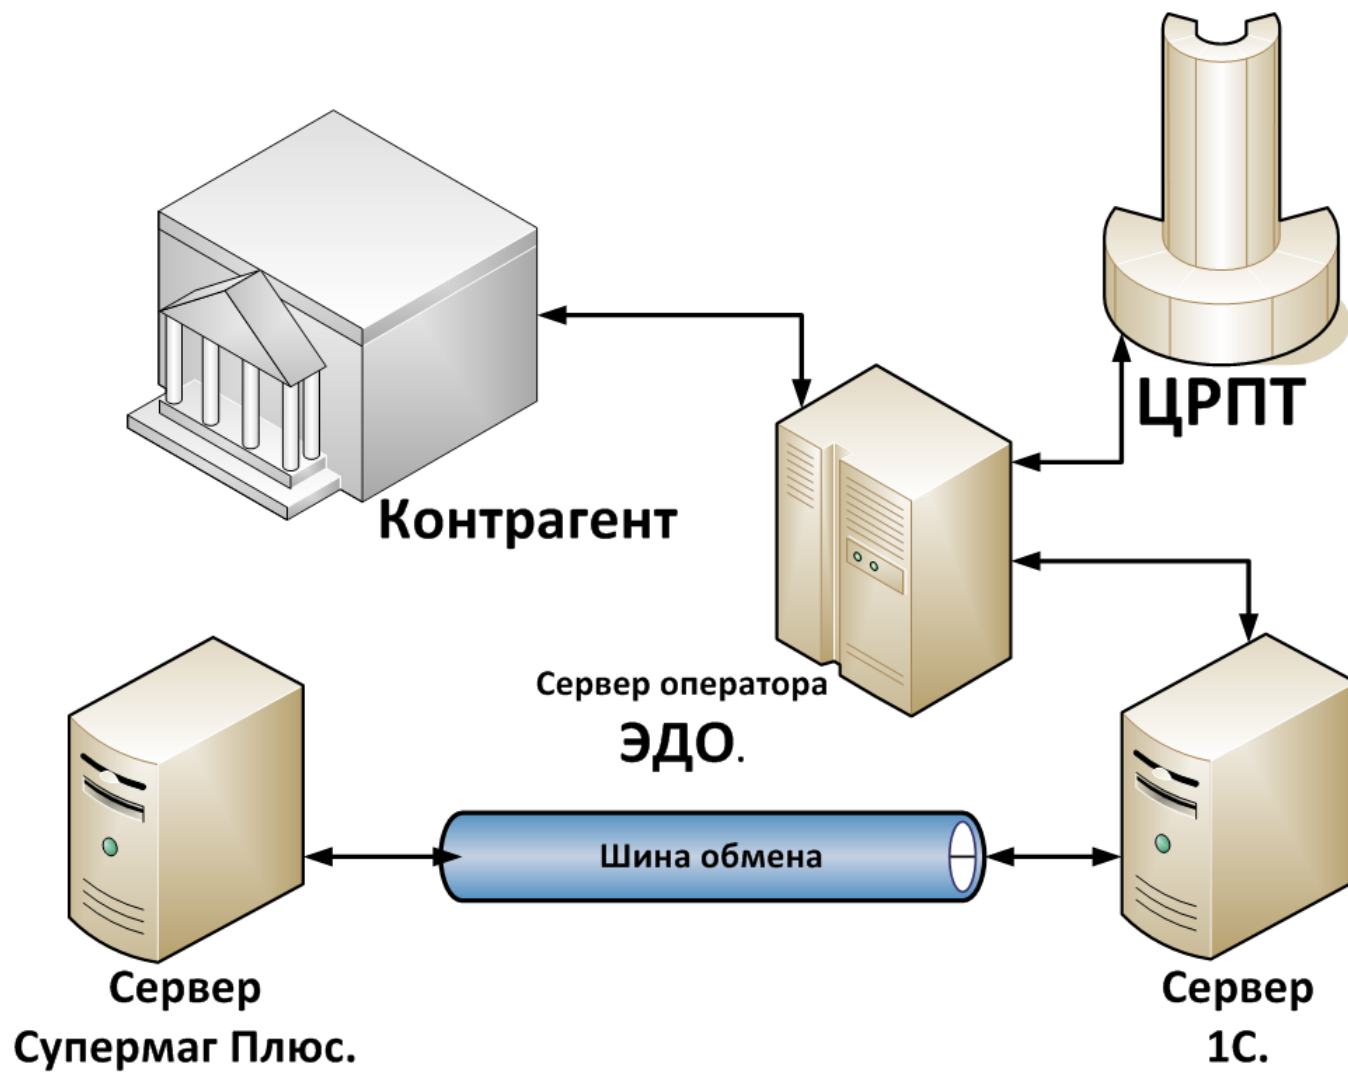 ЦРПТ
Контрагент
Сервер оператора
ЭДО.
Шина обмена
Сервер
Супермаг Плюс.
Сервер
1С.